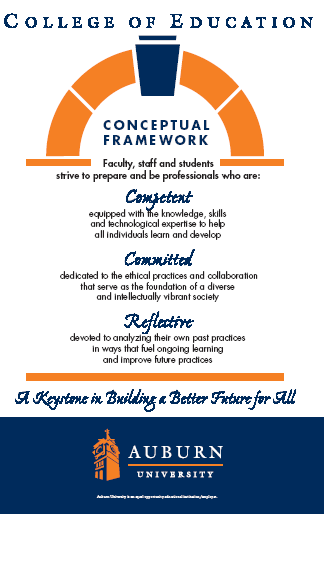 College of Education
CONCEPTUAL
FRAMEWORK
Faculty, staff and students
strive to prepare and be professionals who are:
Competent
equipped with the knowledge, skills
and technological expertise to help
all individuals learn and develop
Committed
dedicated to the ethical practices and collaboration
that serve as the foundation of a diverse
and intellectually vibrant society
Reflective
devoted to analyzing their own past practices
in ways that fuel ongoing learning
and improve future practices
A Keystone in Building a Better Future for All
AUBURN
UNIVERSITY
Auburn University is an equal opportunity educational institution/employer.